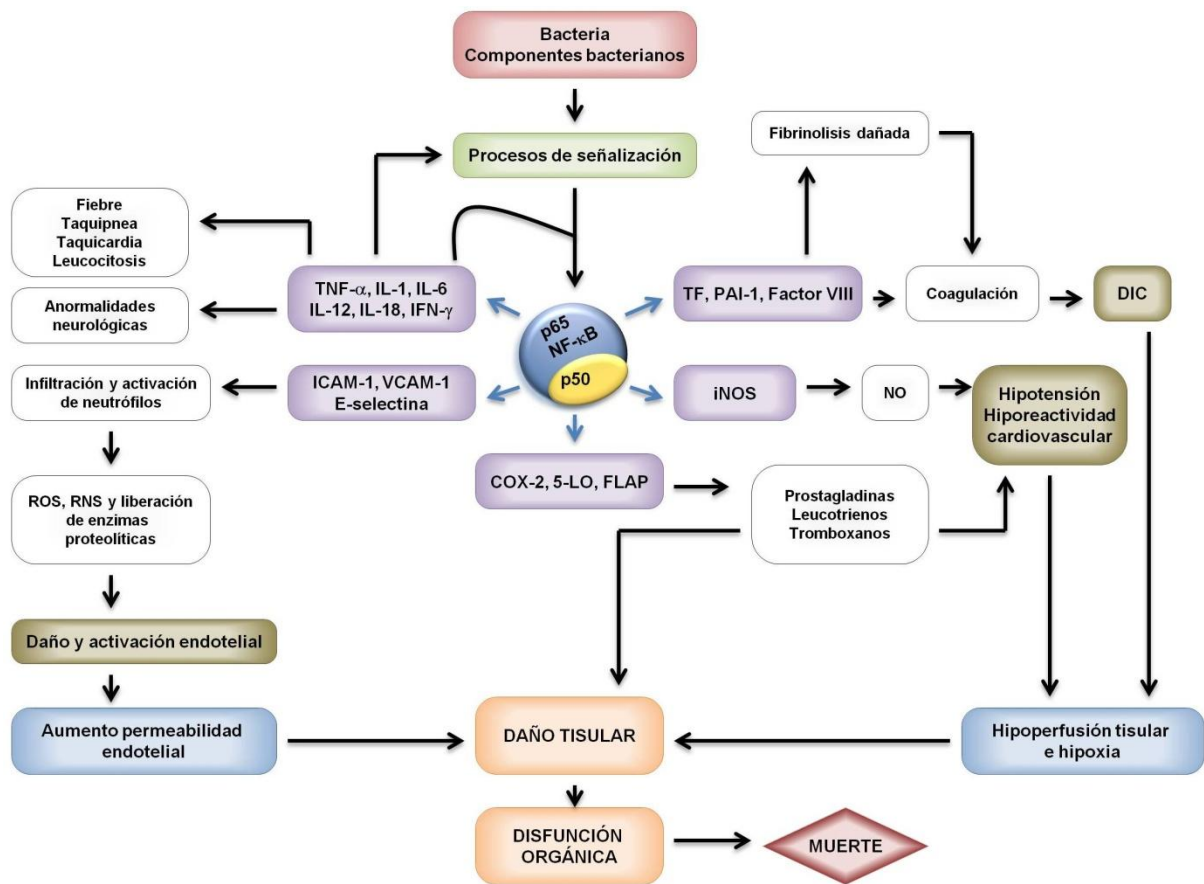 Bacteria
Componentes bacterianos
Procesos de señalización
Fibrinolisis dañada
Fiebre
Taquipnea
Taquicardia
Leucocitosis
TNF-α, IL-1, IL-6
IL-12, IL-18, IFN-γ
Anormalidades
neurológicas
p65
NF-κB
p50
TF, PAI-1, Factor VIII
Coagulación
DIC
Infiltración y activación
de neutrófilos
ICAM-1, VCAM-1
E-selectina
iNOS
NO
Hipotensión
Hiporeactividad
cardiovascular
COX-2, 5-LO, FLAP
Prostagladinas
Leucotrienos
Tromboxanos
ROS, RNS y liberación
de enzimas
proteolíticas
Daño y activación endotelial
Aumento permeabilidad
endotelial
DAÑO TISULAR
Hipoperfusión tisular
e hipoxia
DISFUNCIÓN
ORGÁNICA
MUERTE